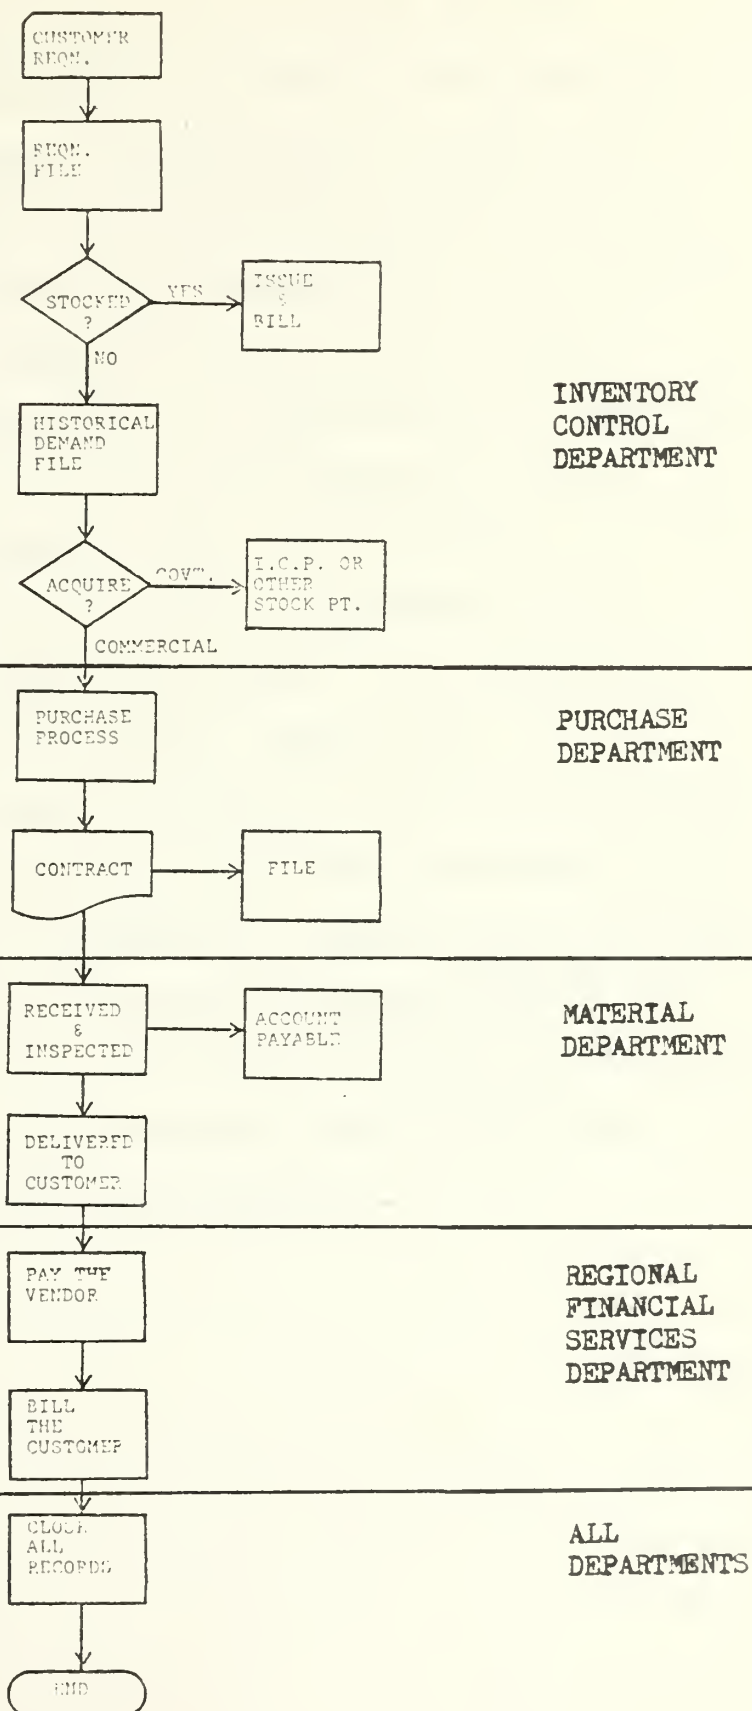 CUSTOMER
REQN.
REQN.
FILE
STOCKED
?
YES
ISSUE
&
BILL
NO
HISTORICAL
DEMAND
FILE
INVENTORY
CONTROL
DEPARTMENT
ACQUIRE
?
GOVT.
I.C.P. OR
OTHER
STOCK PT.
COMMERCIAL
PURCHASE
PROCESS
PURCHASE
DEPARTMENT
CONTRACT
FILE
RECEIVED
&
INSPECTED
ACCOUNT
PAYABLE
MATERIAL
DEPARTMENT
DELIVERED
TO
CUSTOMER
PAY THE
VENDOR
REGIONAL
FINANCIAL
SERVICES
DEPARTMENT
BILL
THE
CUSTOMER
CLOSE
ALL
RECORDS
ALL
DEPARTMENTS
END